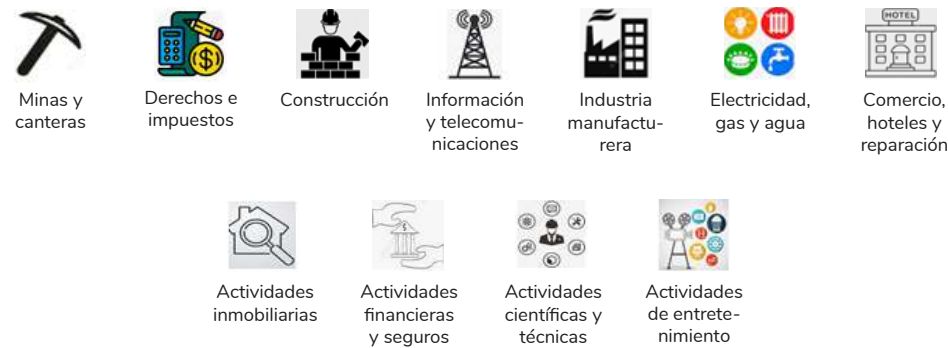 HOTEL
Minas y
canteras
Derechos e
impuestos
Construcción
Información
y telecomu-
nicaciones
Industria
manufactu-
rera
Electricidad,
gas y agua
Comercio,
hoteles y
reparación
$
$
Actividades
inmobiliarias
Actividades
financieras
y seguros
Actividades
científicas y
técnicas
Actividades
de entrete-
nimiento